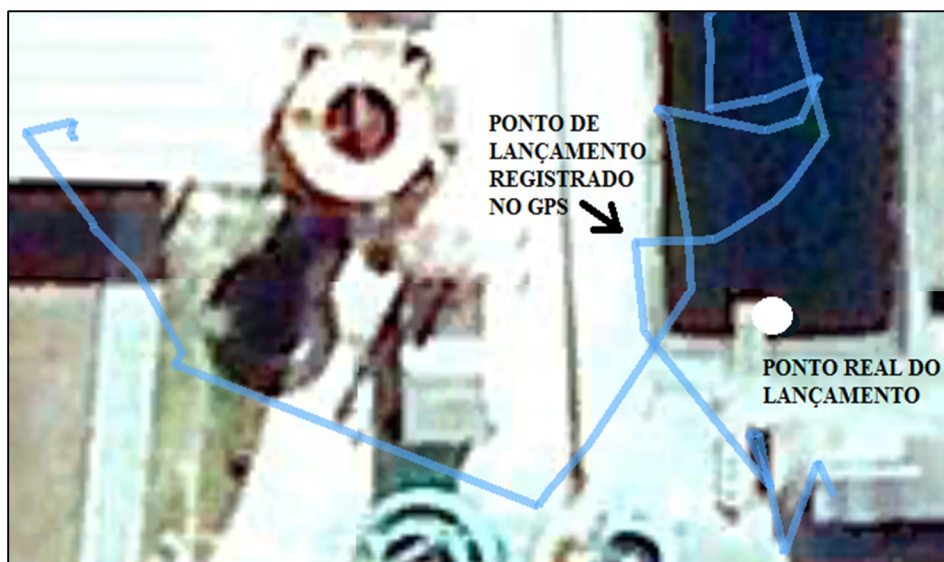 PONTO DE
LANÇAMENTO
REGISTRADO
NO GPS
PONTO REAL DO
LANÇAMENTO